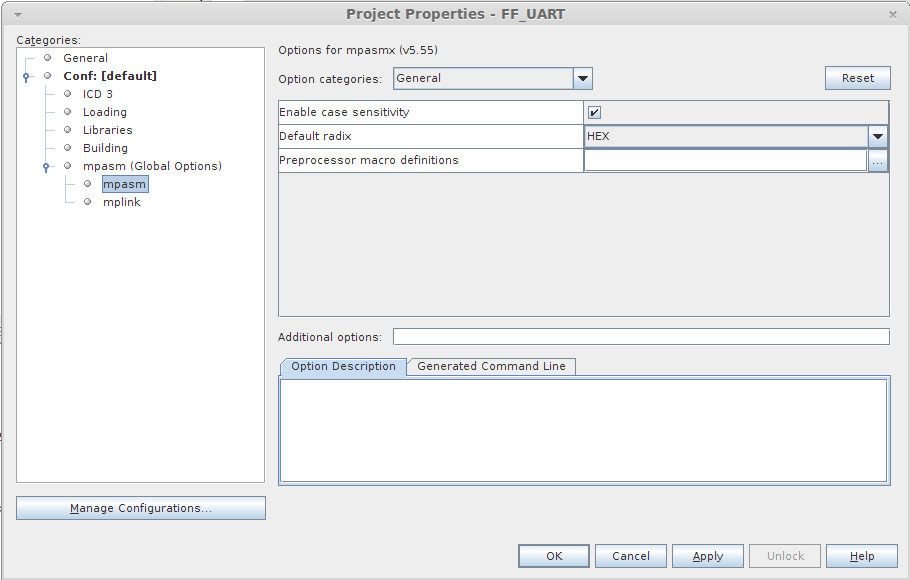 Project Properties - FF_UART
Categories:
General
Conf: [default]
ICD 3
Loading
Libraries
Building
mpasm (Global Options)
mpasm
mplink
Manage Configurations...
Options for mpasmx (v5.55)
Option categories: General Reset
Enable case sensitivity
Default radix HEX
Preprocessor macro definitions ...
Additional options:
Option Description Generated Command Line
OK Cancel Apply Unlock Help